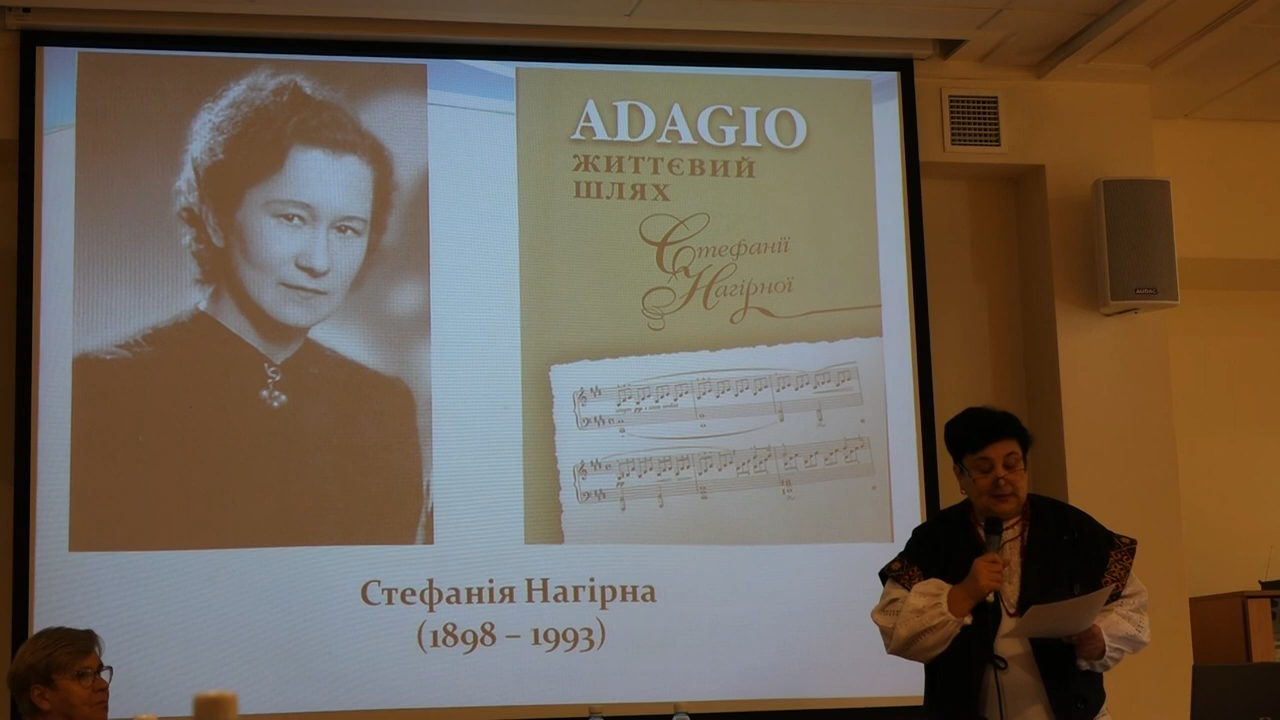 ADAGIO
ЖИТТЄВИЙ
ШЛЯХ
Стефанії
Нагірної
Стефанія Нагірна
(1898 – 1993)
AUDAC